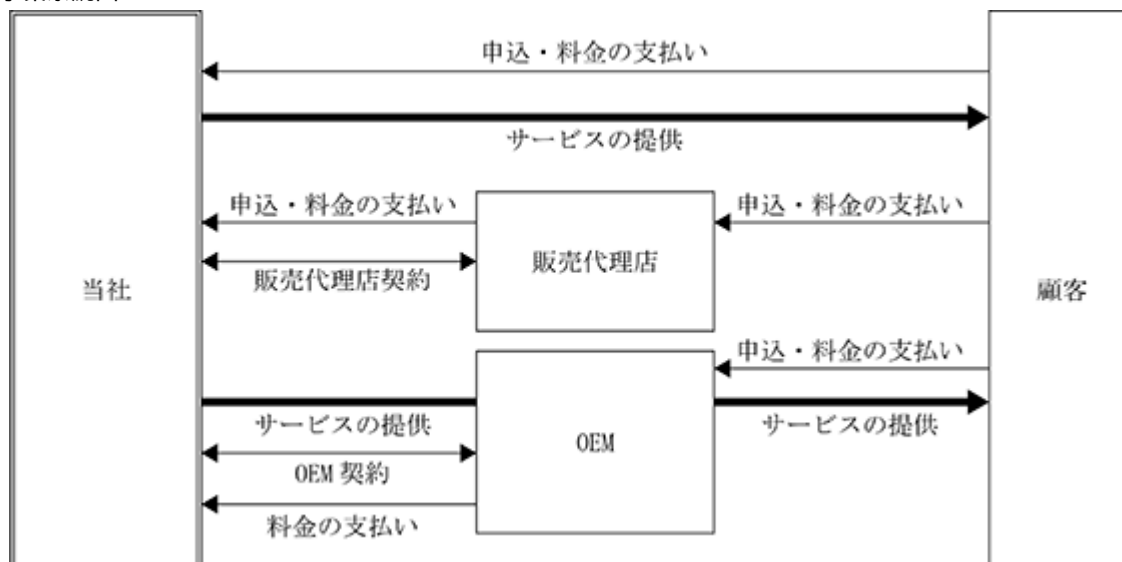 申込・料金の支払い
サービスの提供
申込・料金の支払い
申込・料金の支払い
販売代理店契約
販売代理店
当社
顧客
申込・料金の支払い
サービスの提供
サービスの提供
OEM
OEM 契約
料金の支払い